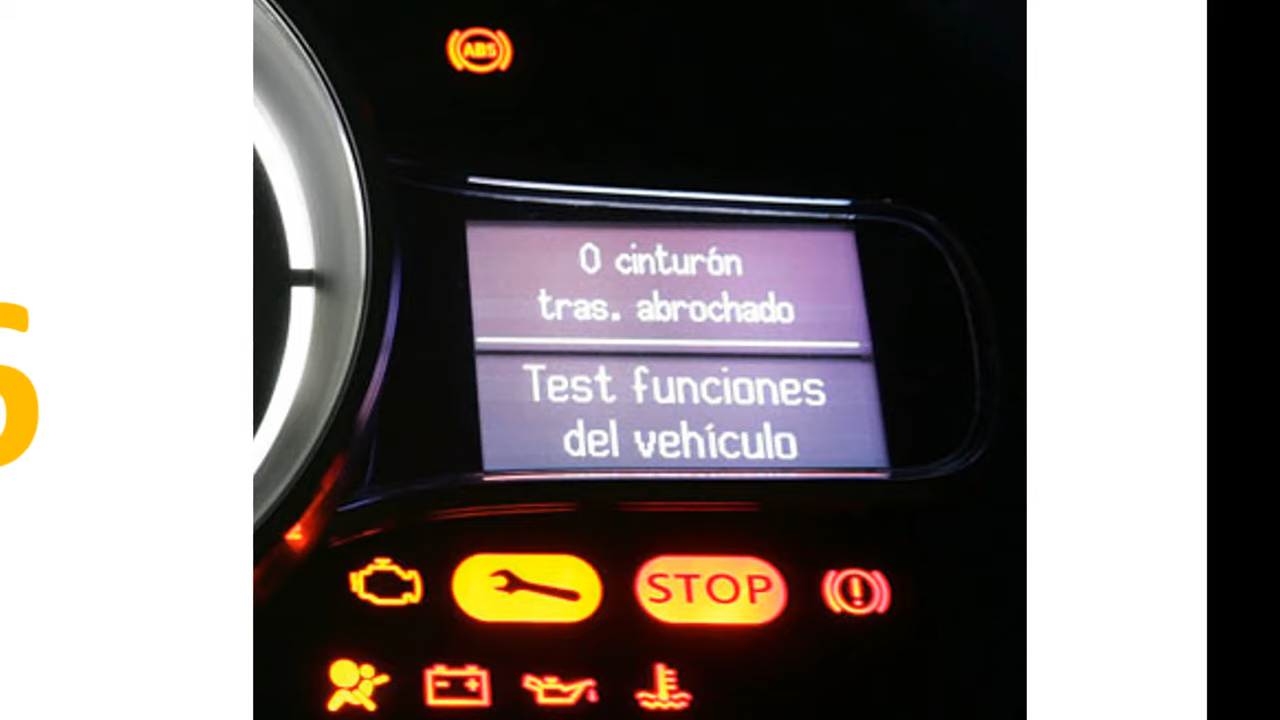 ABS
0 cinturón
tras. abrochado
Test funciones
del vehículo
STOP